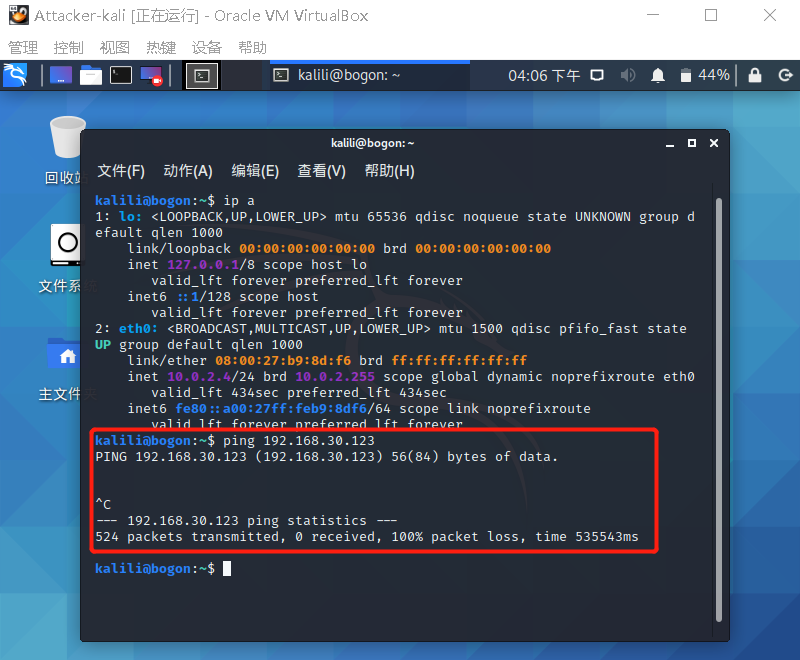 Attacker-kali [正在运行] - Oracle VM VirtualBox
管理 控制 视图 热键 设备 帮助
kalili@bogon: ~ 04:06 下午 44%
kalili@bogon: ~
文件(F) 动作(A) 编辑(E) 查看(V) 帮助(H)
回收站
文件系统
主文件夹
kalili@bogon:~$ ip a
1: lo: <LOOPBACK,UP,LOWER_UP> mtu 65536 qdisc noqueue state UNKNOWN group d
efault qlen 1000
link/loopback 00:00:00:00:00:00 brd 00:00:00:00:00:00
inet 127.0.0.1/8 scope host lo
valid_lft forever preferred_lft forever
inet6 ::1/128 scope host
valid_lft forever preferred_lft forever
2: eth0: <BROADCAST,MULTICAST,UP,LOWER_UP> mtu 1500 qdisc pfifo_fast state
UP group default qlen 1000
link/ether 08:00:27:b9:8d:f6 brd ff:ff:ff:ff:ff:ff
inet 10.0.2.4/24 brd 10.0.2.255 scope global dynamic noprefixroute eth0
valid_lft 434sec preferred_lft 434sec
inet6 fe80::a00:27ff:feb9:8df6/64 scope link noprefixroute
valid_lft forever preferred_lft forever
kalili@bogon:~$ ping 192.168.30.123
PING 192.168.30.123 (192.168.30.123) 56(84) bytes of data.
^C
--- 192.168.30.123 ping statistics ---
524 packets transmitted, 0 received, 100% packet loss, time 535543ms
kalili@bogon:~$